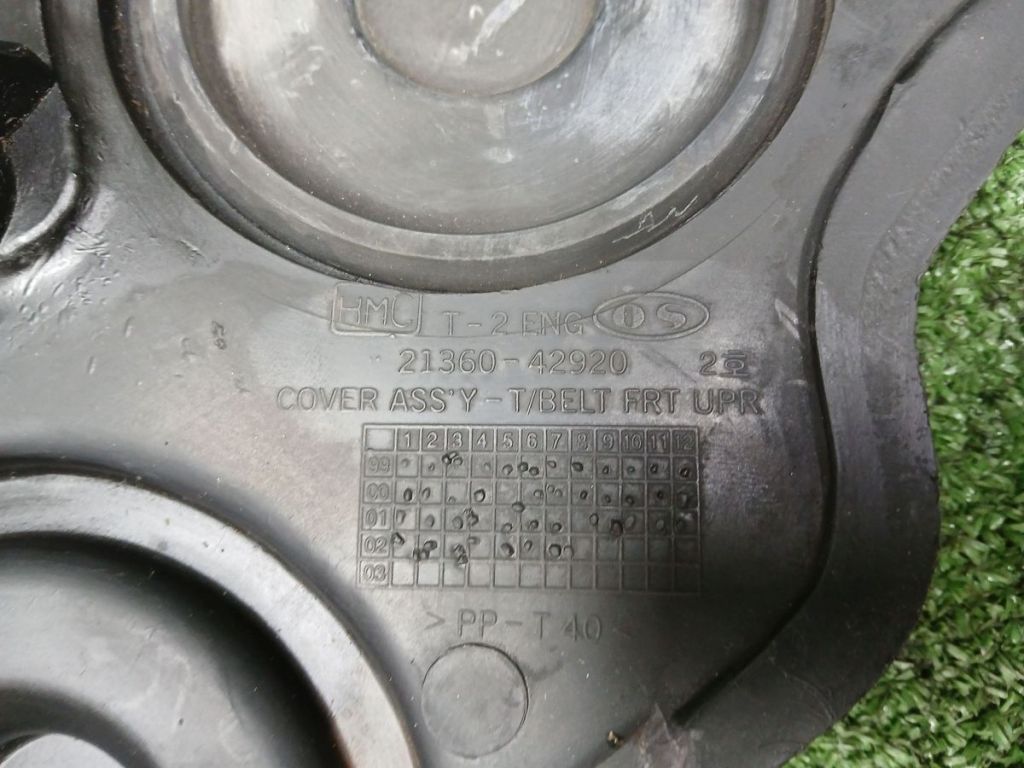 HMC T-2 ENG DS
21360-42920 2호
COVER ASS'Y-T/BELT FRT UPR
1 2 3 4 5 6 7 8 9 10 11 12
99
00
01
02
03
>PP-T40